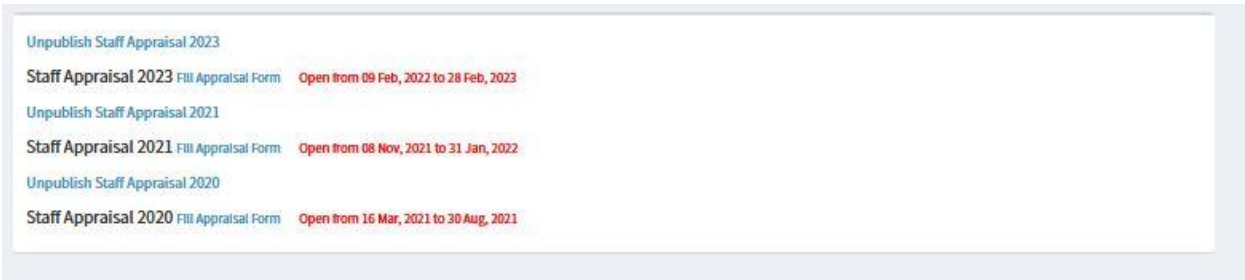 Unpublish Staff Appraisal 2023
Staff Appraisal 2023 Fill Appraisal Form Open from 09 Feb, 2022 to 28 Feb, 2023
Unpublish Staff Appraisal 2021
Staff Appraisal 2021 Fill Appraisal Form Open from 08 Nov, 2021 to 31 Jan, 2022
Unpublish Staff Appraisal 2020
Staff Appraisal 2020 Fill Appraisal Form Open from 16 Mar, 2021 to 30 Aug, 2021